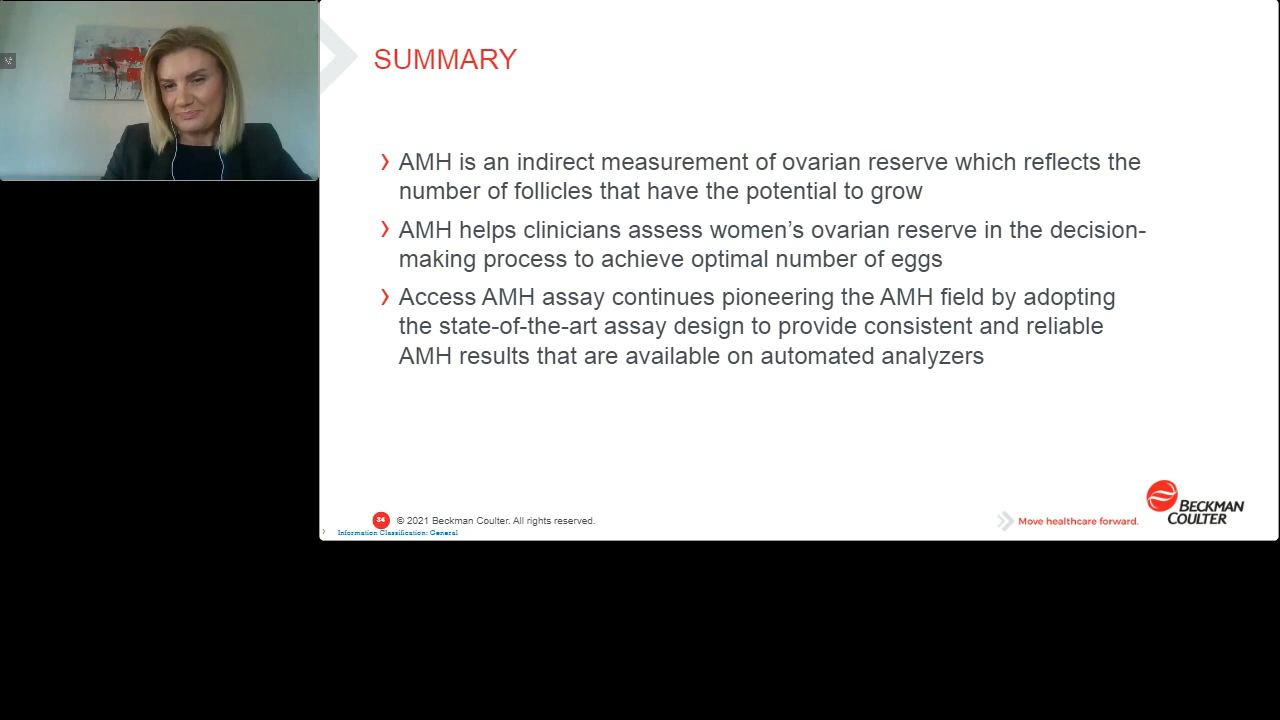 SUMMARY
› AMH is an indirect measurement of ovarian reserve which reflects the
number of follicles that have the potential to grow
› AMH helps clinicians assess women’s ovarian reserve in the decision-
making process to achieve optimal number of eggs
› Access AMH assay continues pioneering the AMH field by adopting
the state-of-the-art assay design to provide consistent and reliable
AMH results that are available on automated analyzers
34 © 2021 Beckman Coulter. All rights reserved.
› Information Classification: General
Move healthcare forward.
BECKMAN
COULTER